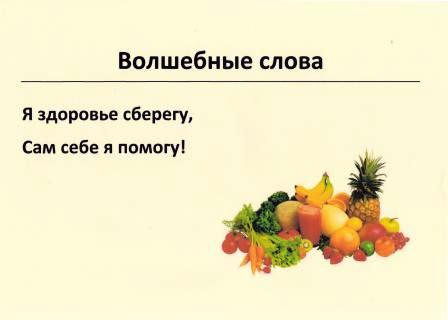 Волшебные слова
Я здоровье сберегу,
Сам себе я помогу!